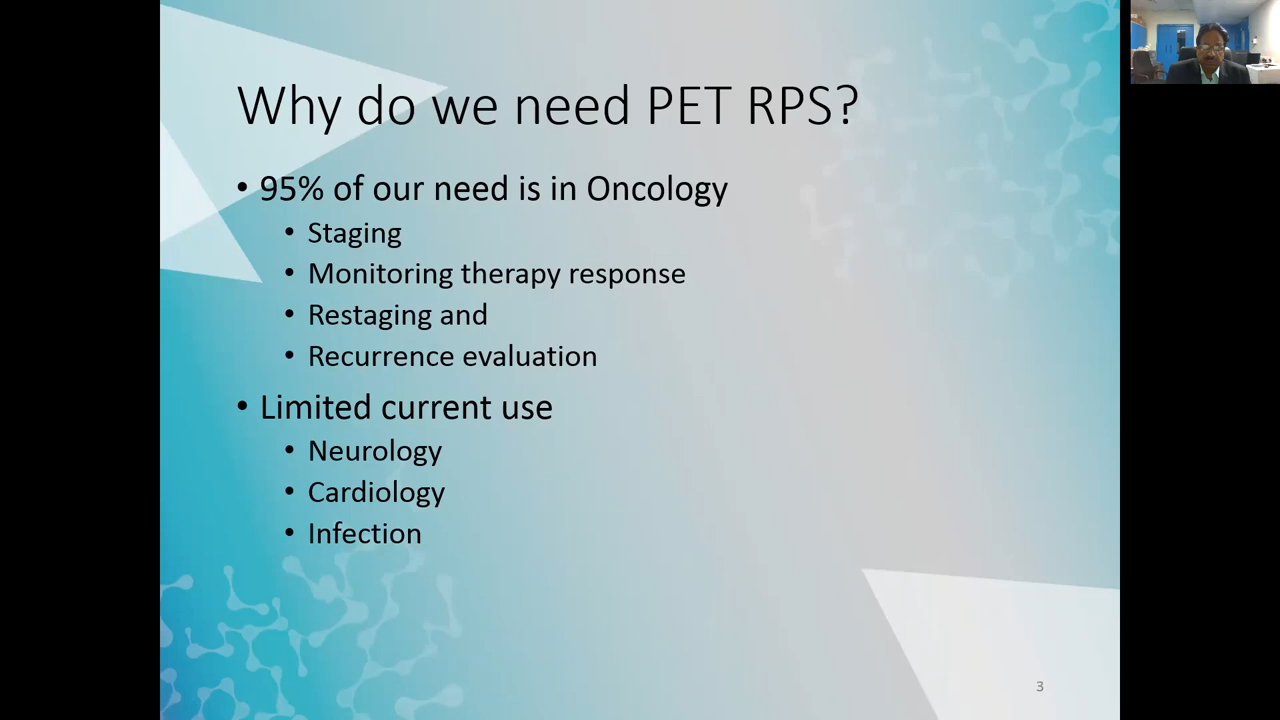 Why do we need PET RPS?
• 95% of our need is in Oncology
• Staging
• Monitoring therapy response
• Restaging and
• Recurrence evaluation
• Limited current use
• Neurology
• Cardiology
• Infection
3